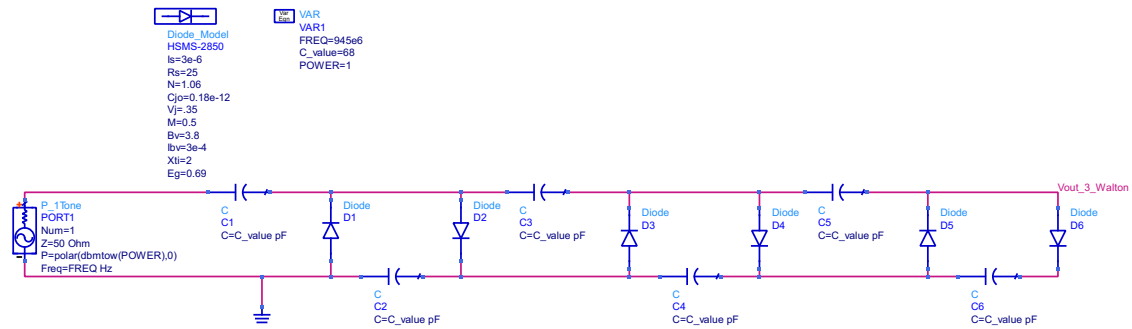 Diode_Model
HSMS-2850
Is=3e-6
Rs=25
N=1.06
Cjo=0.18e-12
Vj=.35
M=0.5
Bv=3.8
Ibv=3e-4
Xti=2
Eg=0.69
Var
Eqn
VAR
VAR1
FREQ=945e6
C_value=68
POWER=1
P_1Tone
PORT1
Num=1
Z=50 Ohm
P=polar(dbmtow(POWER),0)
Freq=FREQ Hz
C
C1
C=C_value pF
Diode
D1
Diode
D2
C
C3
C=C_value pF
Diode
D3
Diode
D4
C
C5
C=C_value pF
Diode
D5
Vout_3_Walton
Diode
D6
C
C2
C=C_value pF
C
C4
C=C_value pF
C
C6
C=C_value pF